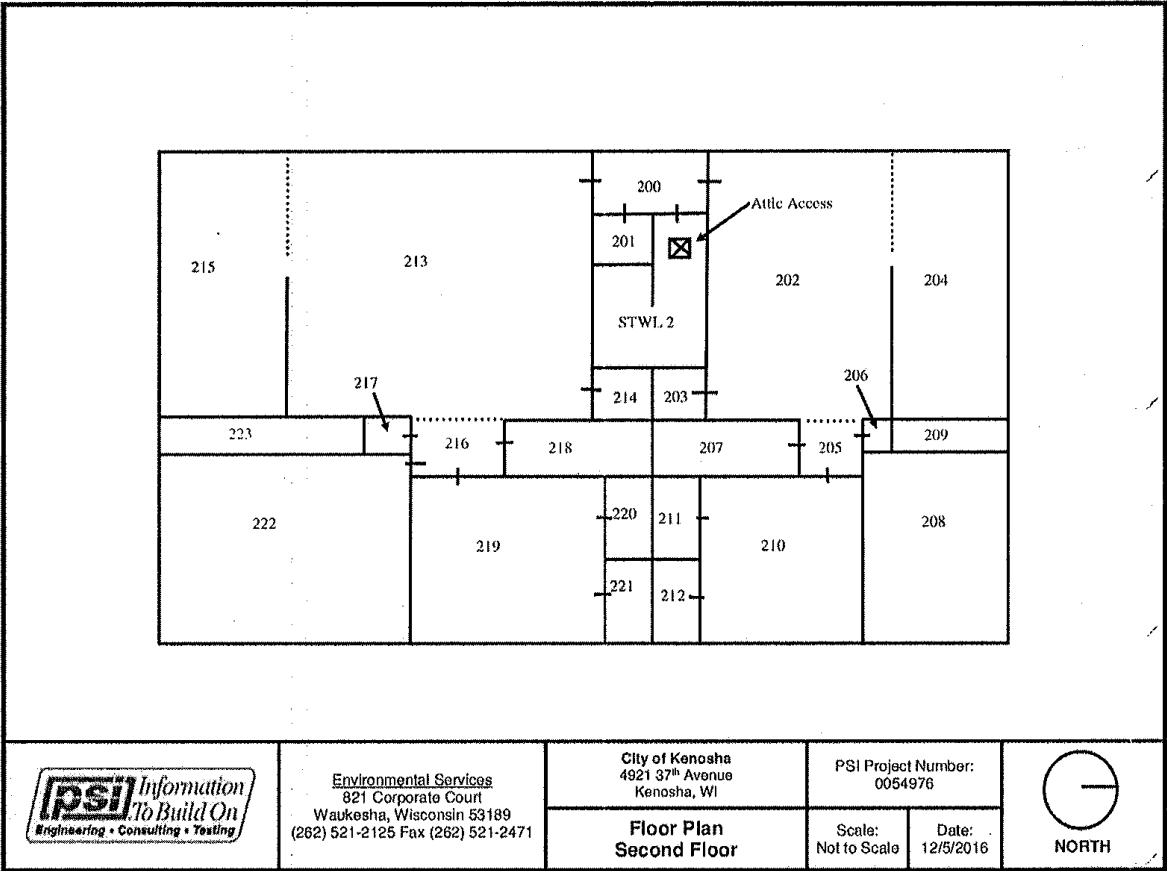 200
Attic Access
201
215
213
202
204
STWL 2
217
206
214
203
223
216
218
207
205
209
222
220
211
208
219
210
221
212
psi Information
To Build On
Engineering • Consulting • Testing
Environmental Services
821 Corporate Court
Waukesha, Wisconsin 53189
(262) 521-2125 Fax (262) 521-2471
City of Kenosha
4921 37th Avenue
Kenosha, WI
Floor Plan
Second Floor
PSI Project Number:
0054976
Scale:
Not to Scale
Date:
12/5/2016
NORTH